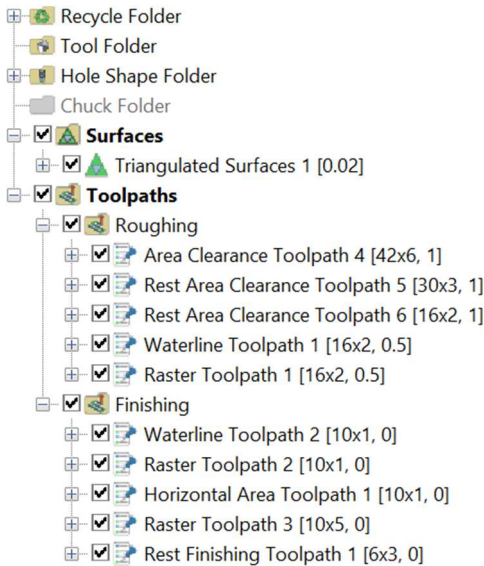 Recycle Folder
Tool Folder
Hole Shape Folder
Chuck Folder
Surfaces
Triangulated Surfaces 1 [0.02]
Toolpaths
Roughing
Area Clearance Toolpath 4 [42x6, 1]
Rest Area Clearance Toolpath 5 [30x3, 1]
Rest Area Clearance Toolpath 6 [16x2, 1]
Waterline Toolpath 1 [16x2, 0.5]
Raster Toolpath 1 [16x2, 0.5]
Finishing
Waterline Toolpath 2 [10x1, 0]
Raster Toolpath 2 [10x1, 0]
Horizontal Area Toolpath 1 [10x1, 0]
Raster Toolpath 3 [10x5, 0]
Rest Finishing Toolpath 1 [6x3, 0]